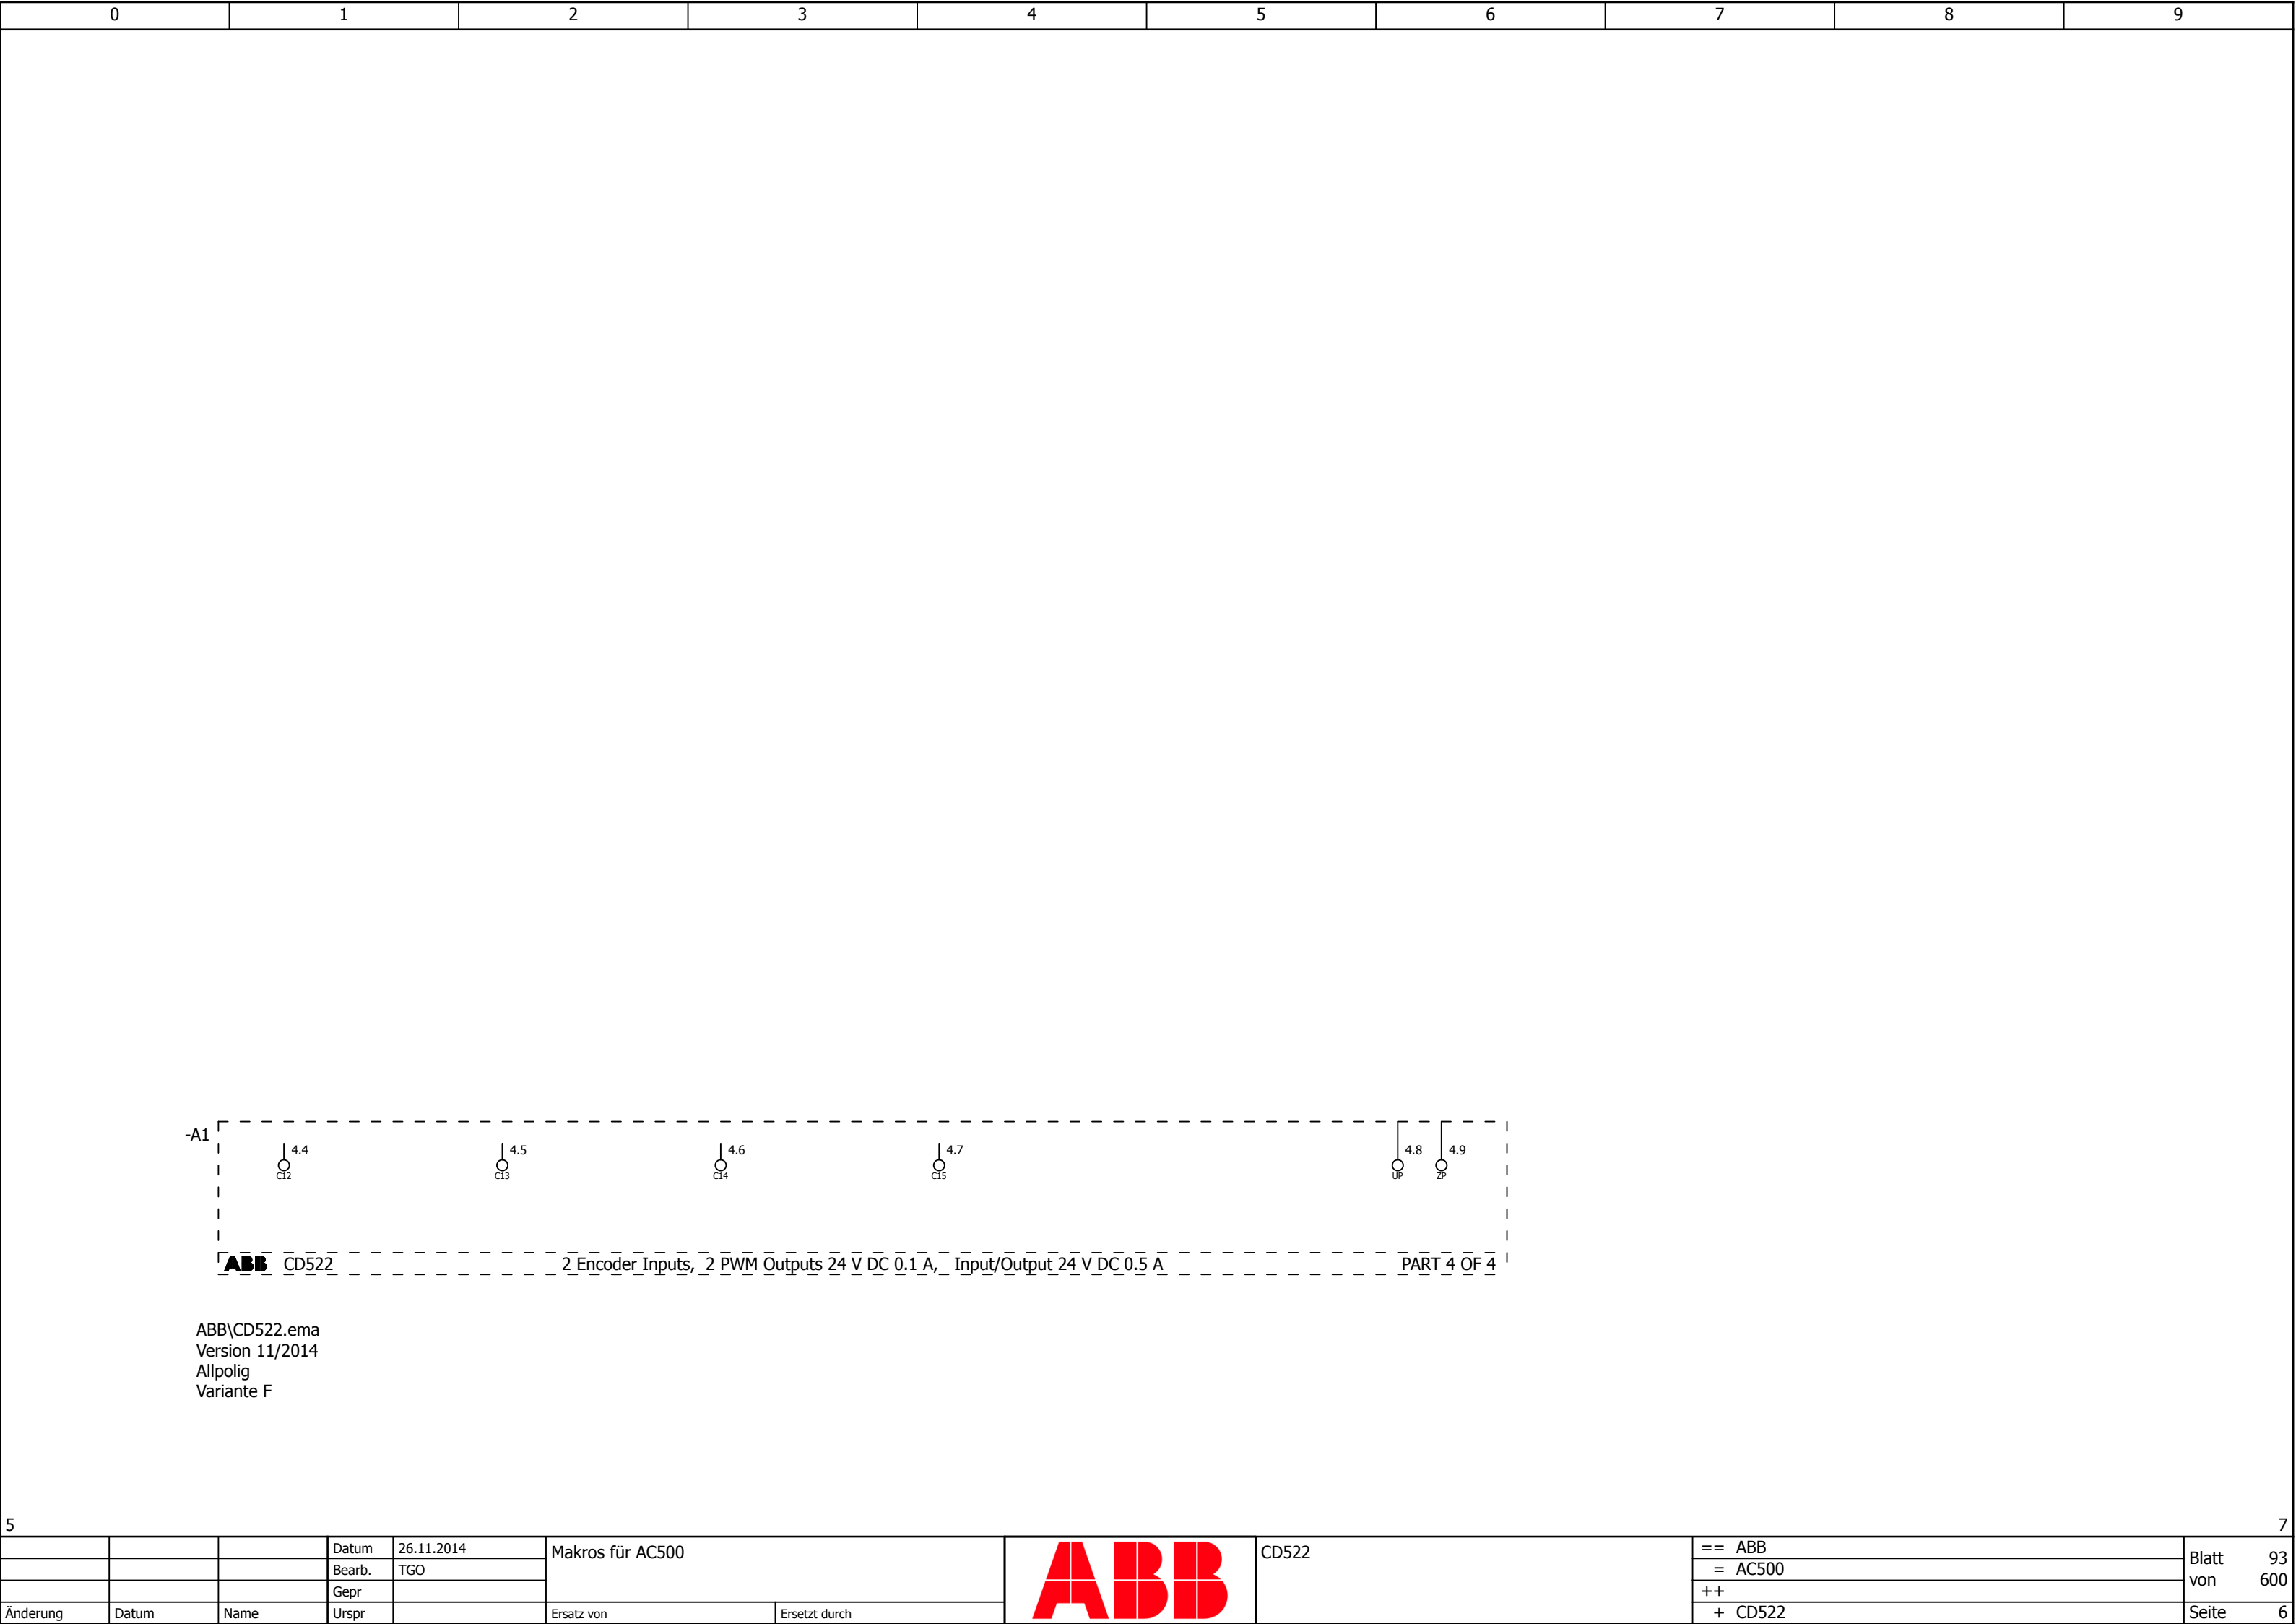 0 1 2 3 4 5 6 7 8 9
-A1
4.4 4.5 4.6 4.7 4.8 4.9
C12 C13 C14 C15 UP ZP
ABB CD522 2 Encoder Inputs, 2 PWM Outputs 24 V DC 0.1 A, Input/Output 24 V DC 0.5 A PART 4 OF 4
ABB\CD522.ema
Version 11/2014
Allpolig
Variante F
5 7
Datum 26.11.2014 Makros für AC500 ABB CD522 == ABB Blatt 93
Bearb. TGO = AC500 von 600
Gepr ++
Änderung Datum Name Urspr Ersatz von Ersetzt durch + CD522 Seite 6